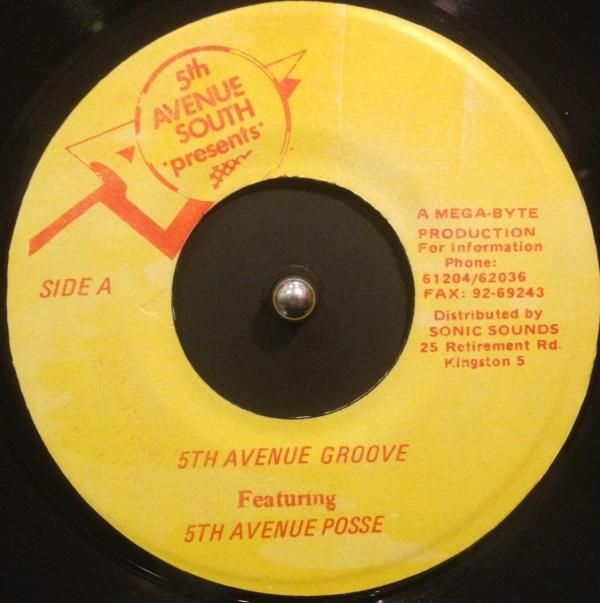 5th
AVENUE
SOUTH
·presents·
SIDE A
A MEGA-BYTE
PRODUCTION
For Information
Phone:
61204/62036
FAX: 92-69243
Distributed by
SONIC SOUNDS
25 Retirement Rd.
Kingston 5
5TH AVENUE GROOVE
Featuring
5TH AVENUE POSSE